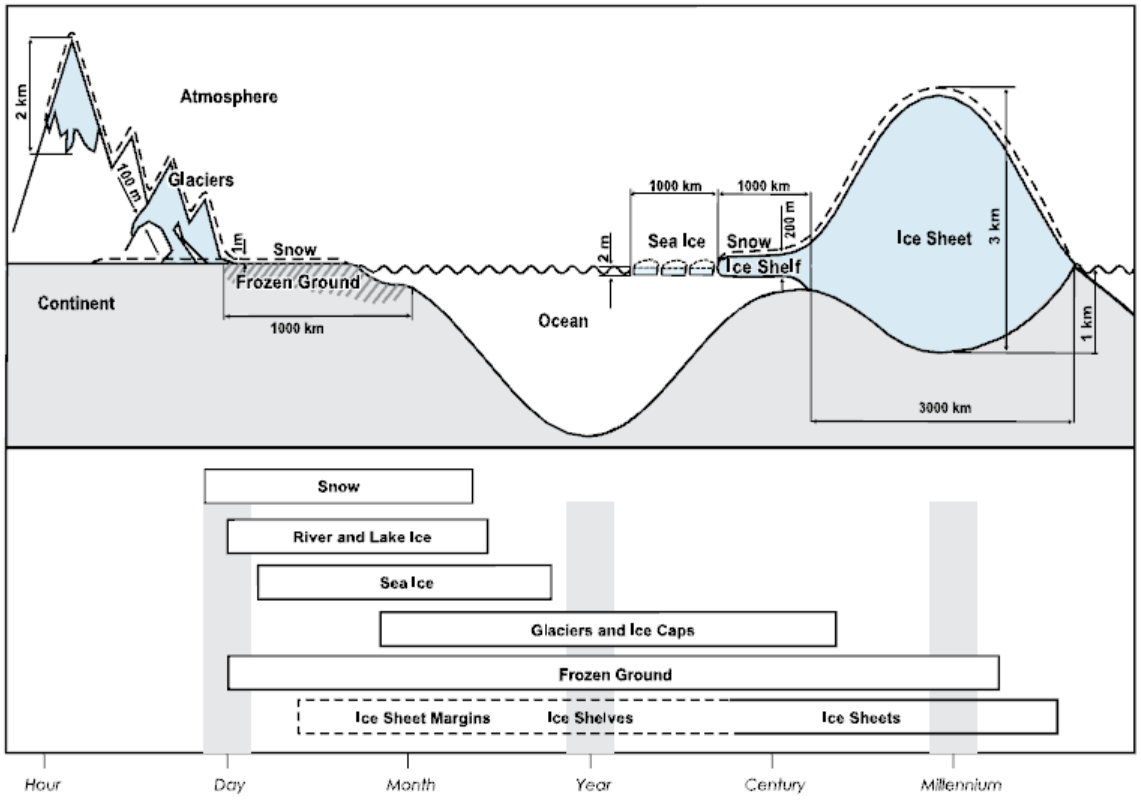 2 km
Atmosphere
100 m
Glaciers
1m
Snow
Frozen Ground
1000 km
Continent
Ocean
2 m
1000 km
1000 km
Sea Ice
Snow
200 m
Ice Shelf
Ice Sheet
3 km
1 km
3000 km
Snow
River and Lake Ice
Sea Ice
Glaciers and Ice Caps
Frozen Ground
Ice Sheet Margins Ice Shelves Ice Sheets
Hour Day Month Year Century Millennium